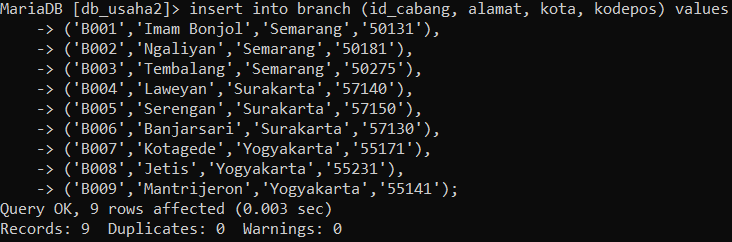 MariaDB [db_usaha2]> insert into branch (id_cabang, alamat, kota, kodepos) values
    -> ('B001','Imam Bonjol','Semarang','50131'),
    -> ('B002','Ngaliyan','Semarang','50181'),
    -> ('B003','Tembalang','Semarang','50275'),
    -> ('B004','Laweyan','Surakarta','57140'),
    -> ('B005','Serengan','Surakarta','57150'),
    -> ('B006','Banjarsari','Surakarta','57130'),
    -> ('B007','Kotagede','Yogyakarta','55171'),
    -> ('B008','Jetis','Yogyakarta','55231'),
    -> ('B009','Mantrijeron','Yogyakarta','55141');
Query OK, 9 rows affected (0.003 sec)
Records: 9  Duplicates: 0  Warnings: 0